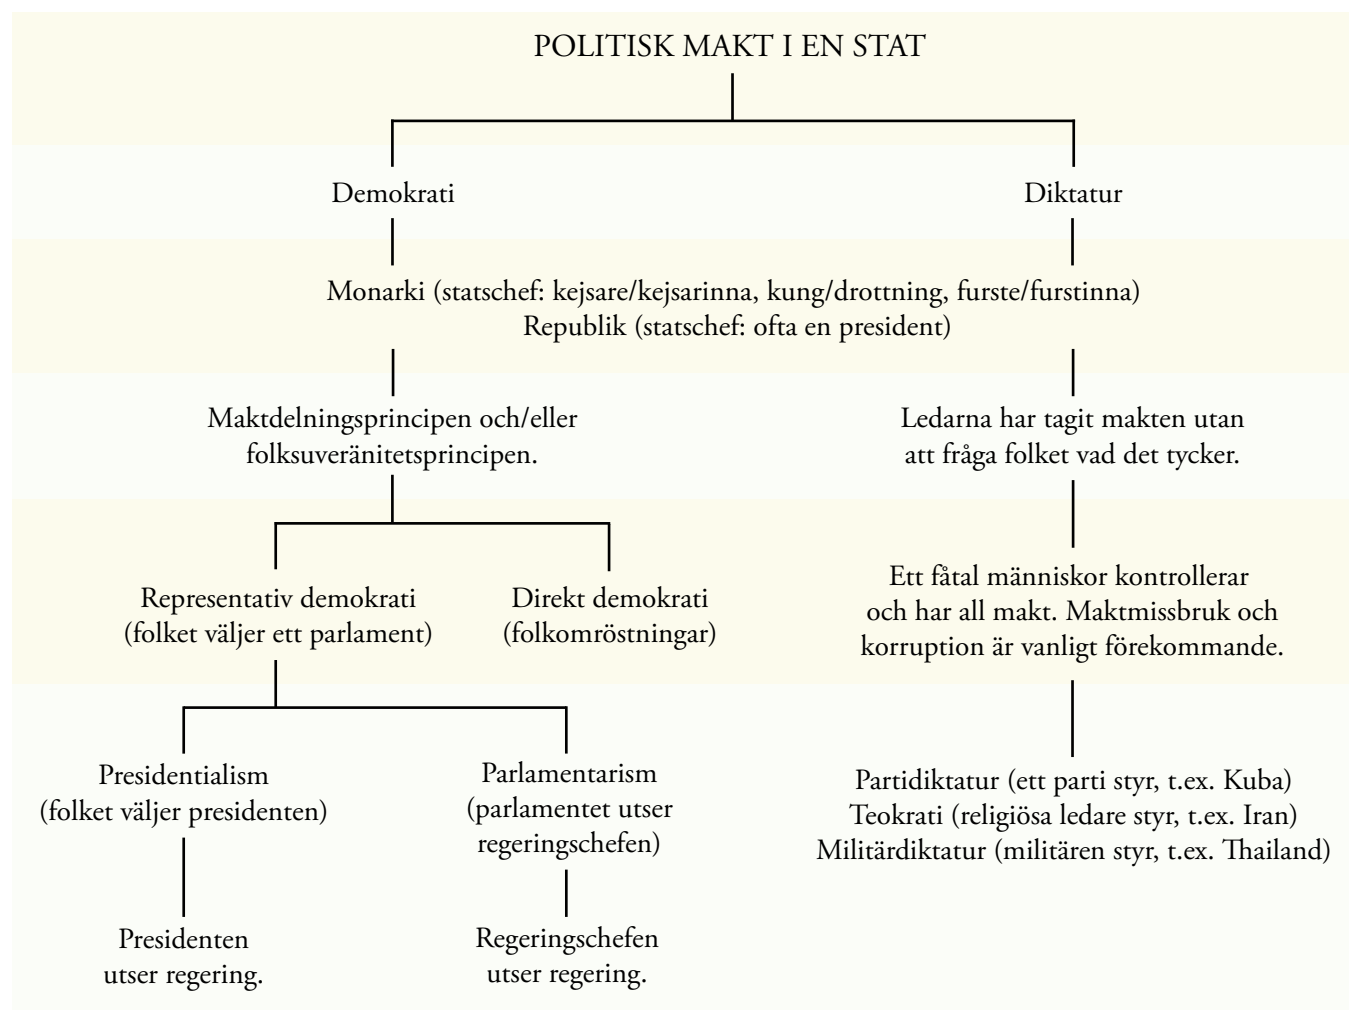 POLITISK MAKT I EN STAT
Demokrati
Diktatur
Monarki (statschef: kejsare/kejsarinna, kung/drottning, furste/furstinna)
Republik (statschef: ofta en president)
Maktdelningsprincipen och/eller
folksuveränitetsprincipen.
Ledarna har tagit makten utan
att fråga folket vad det tycker.
Representativ demokrati
(folket väljer ett parlament)
Direkt demokrati
(folkomröstningar)
Ett fåtal människor kontrollerar
och har all makt. Maktmissbruk och
korruption är vanligt förekommande.
Presidentialism
(folket väljer presidenten)
Parlamentarism
(parlamentet utser
regeringschefen)
Partidiktatur (ett parti styr, t.ex. Kuba)
Teokrati (religiösa ledare styr, t.ex. Iran)
Militärdiktatur (militären styr, t.ex. Thailand)
Presidenten
utser regering.
Regeringschefen
utser regering.